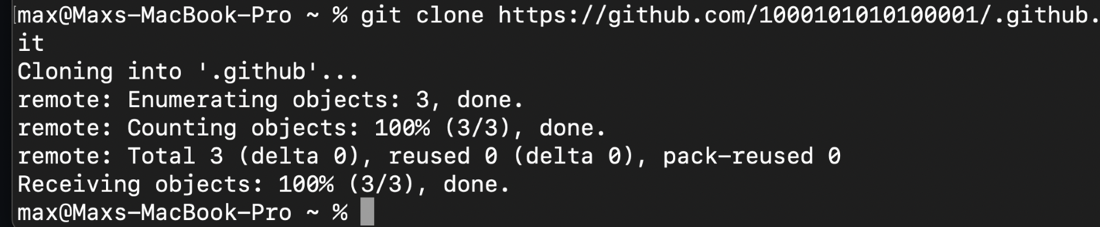 max@Maxs-MacBook-Pro ~ % git clone https://github.com/1000101010100001/.github.
it
Cloning into '.github'...
remote: Enumerating objects: 3, done.
remote: Counting objects: 100% (3/3), done.
remote: Total 3 (delta 0), reused 0 (delta 0), pack-reused 0
Receiving objects: 100% (3/3), done.
max@Maxs-MacBook-Pro ~ %